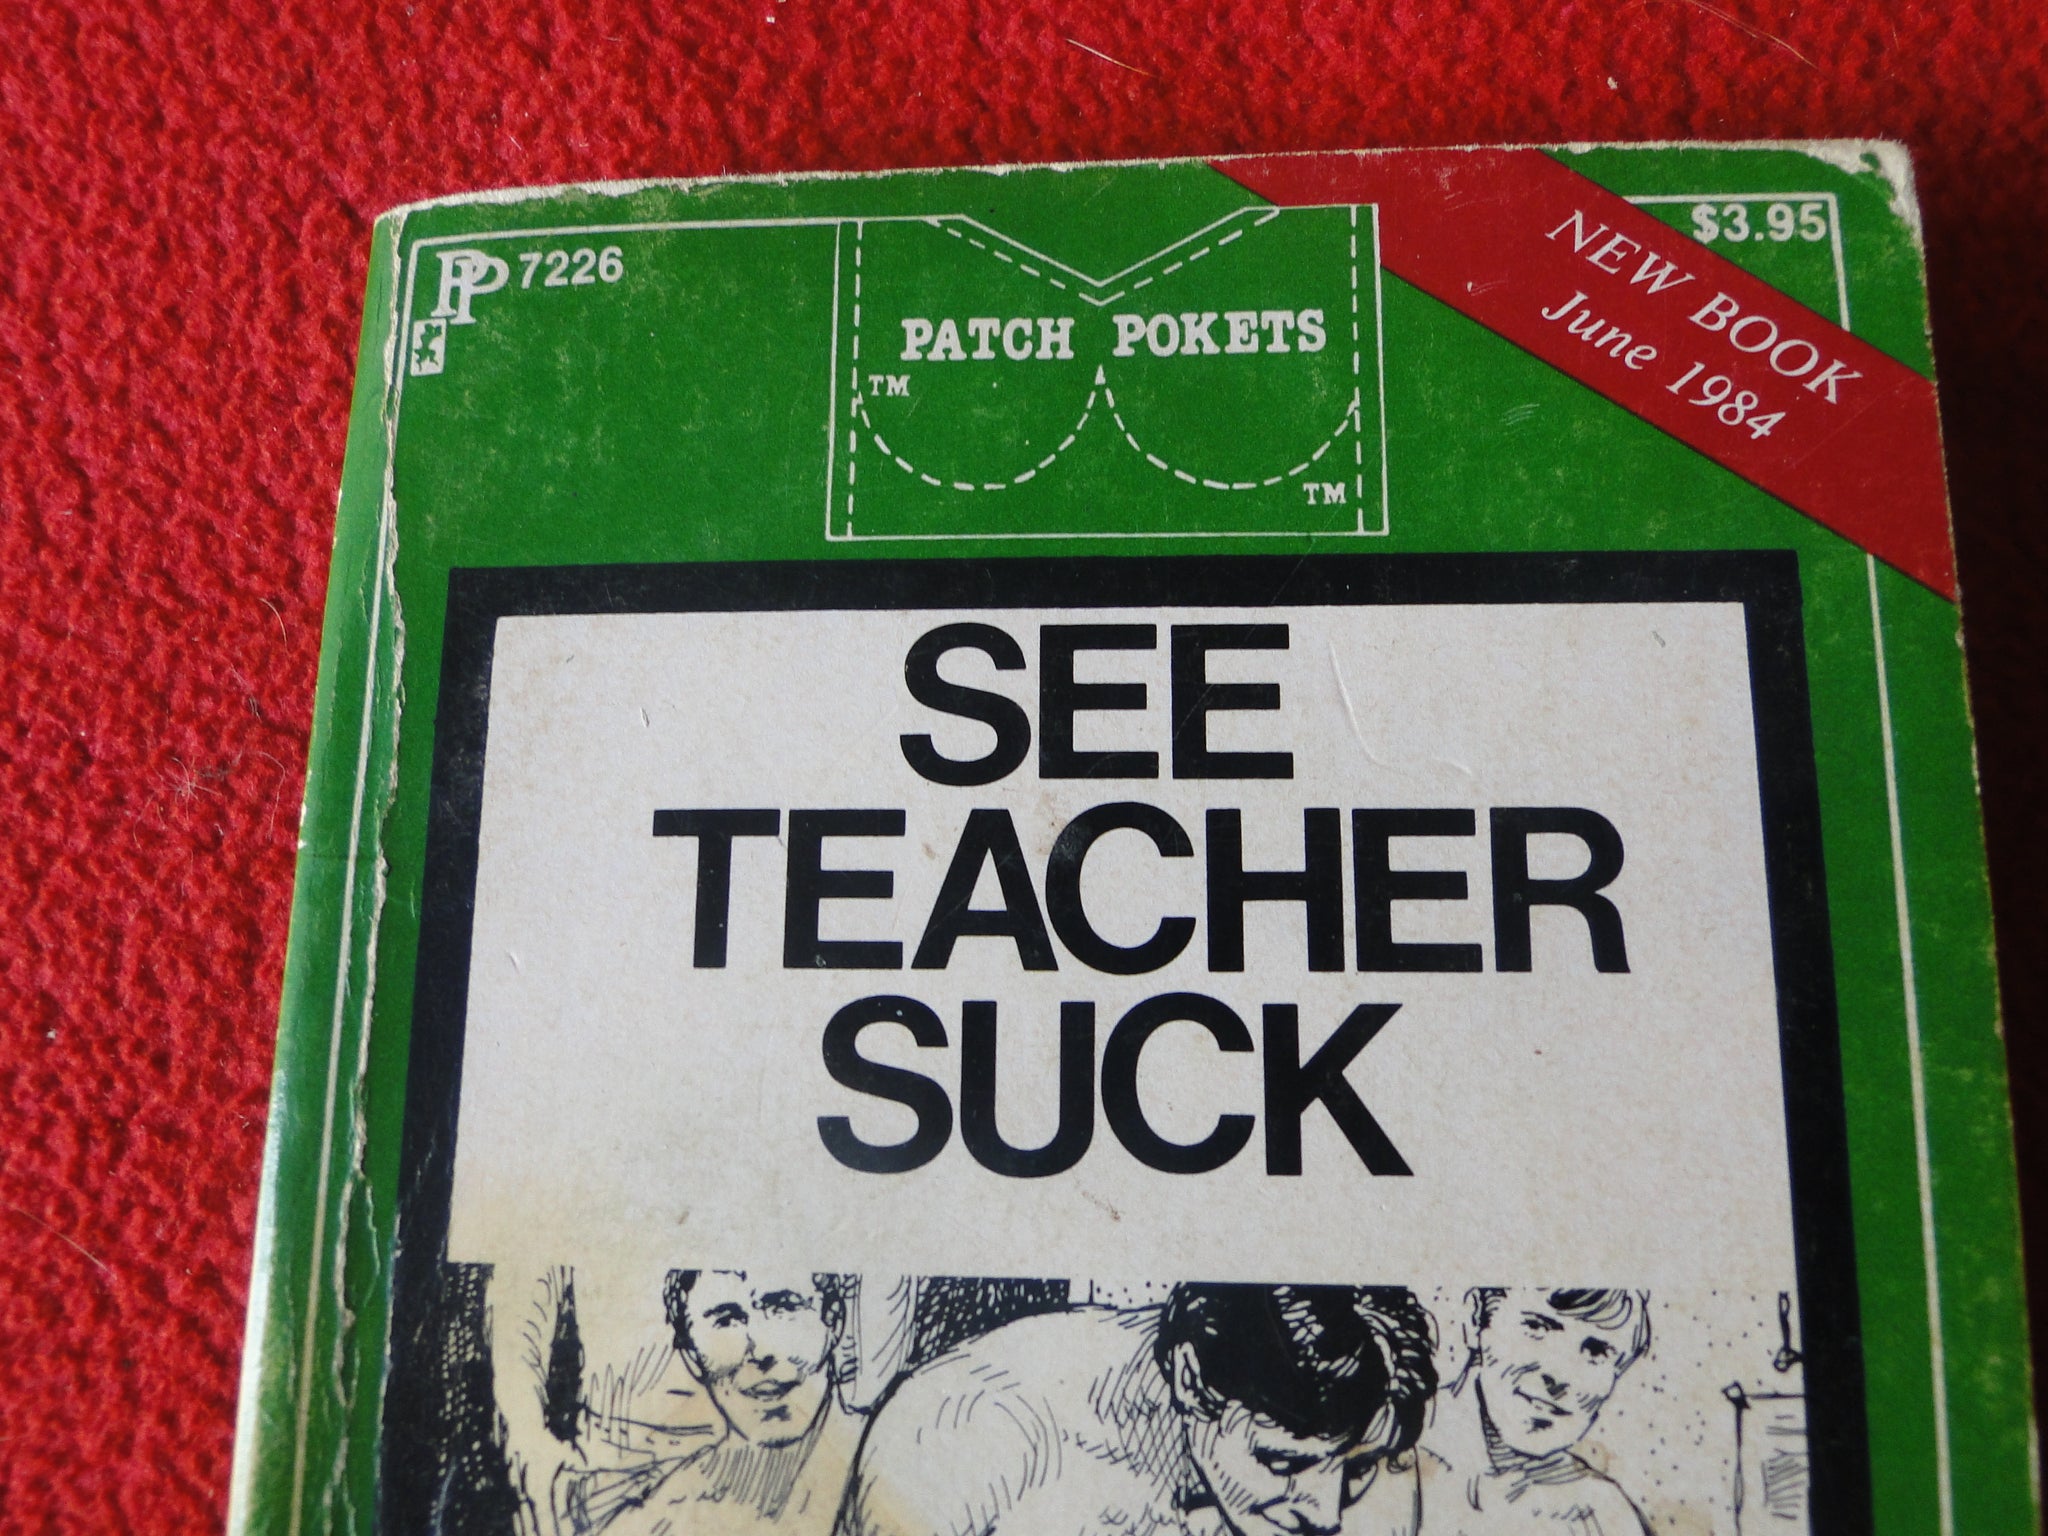 PP 7226
PATCH POKETS
TM
TM
$3.95
NEW BOOK
June 1984
SEE
TEACHER
SUCK